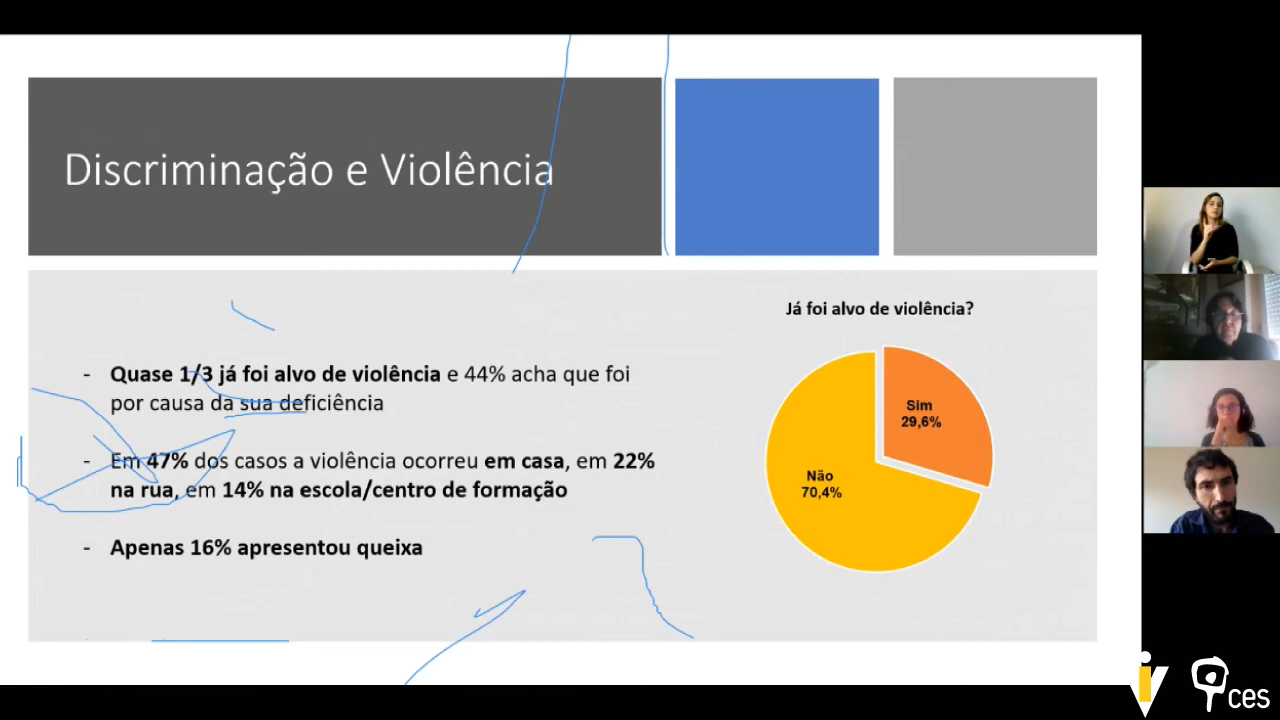 Discriminação e Violência
Já foi alvo de violência?
- Quase 1/3 já foi alvo de violência e 44% acha que foi
por causa da sua deficiência
- Em 47% dos casos a violência ocorreu em casa, em 22%
na rua, em 14% na escola/centro de formação
- Apenas 16% apresentou queixa
Sim
29,6%
Não
70,4%
iV
ces